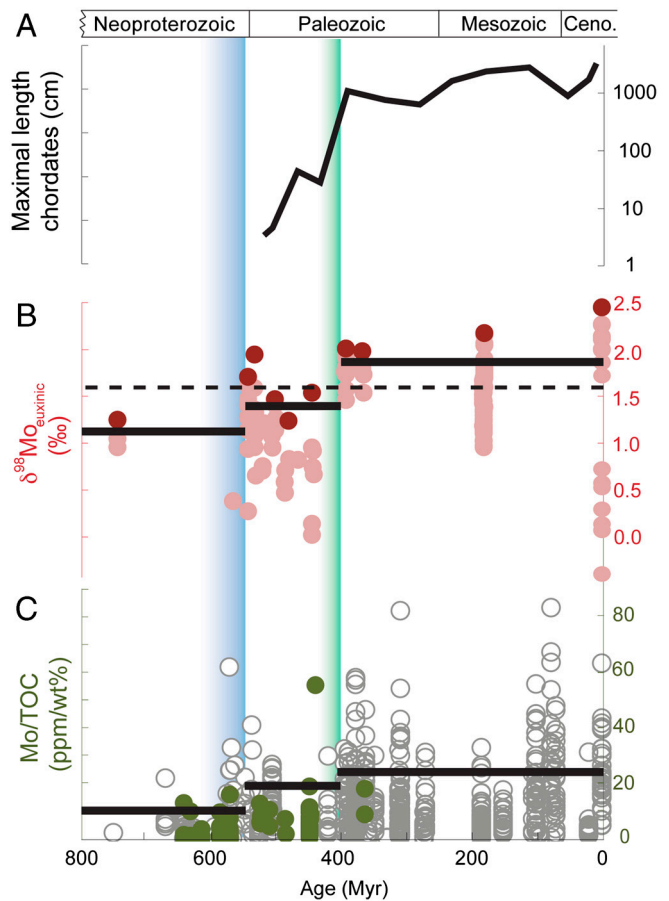 A
Neoproterozoic Paleozoic Mesozoic Ceno.
Maximal length
chordates (cm)
1000
100
10
1
B
δ98Moeuxinic
(‰)
2.5
2.0
1.5
1.0
0.5
0.0
C
Mo/TOC
(ppm/wt%)
80
60
40
20
0
800 600 400 200 0
Age (Myr)